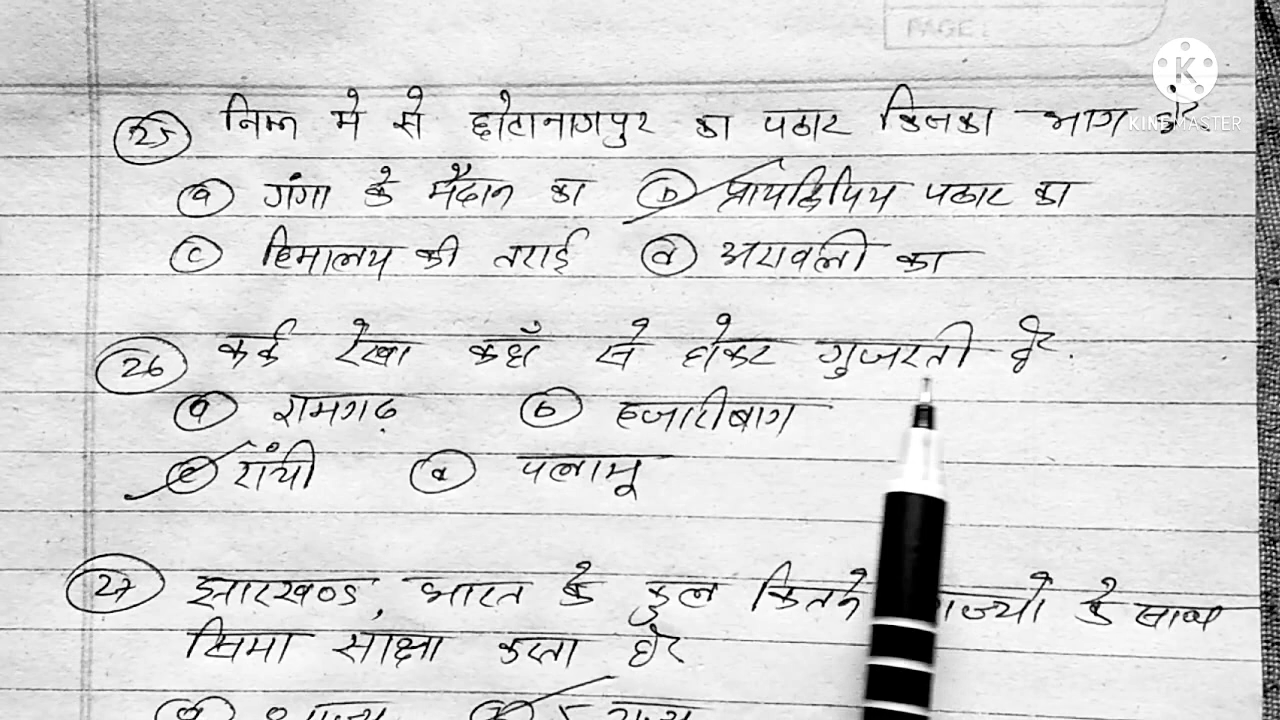 PAGE:
K
KINEMASTER
25 निम्न मे से छोटानागपुर का पठार किसका भाग है
a गंगा के मैदान का b प्रायद्विपिय पठार का
c हिमालय की तराई d अरावली का
26 कर्क रेखा कहाँ से होकर गुजरती है.
a रामगढ़ b हजारीबाग
c रांची d पलामू
27 झारखण्ड, भारत के कुल कितने राज्यो के साथ
सिमा सांक्षा करता है